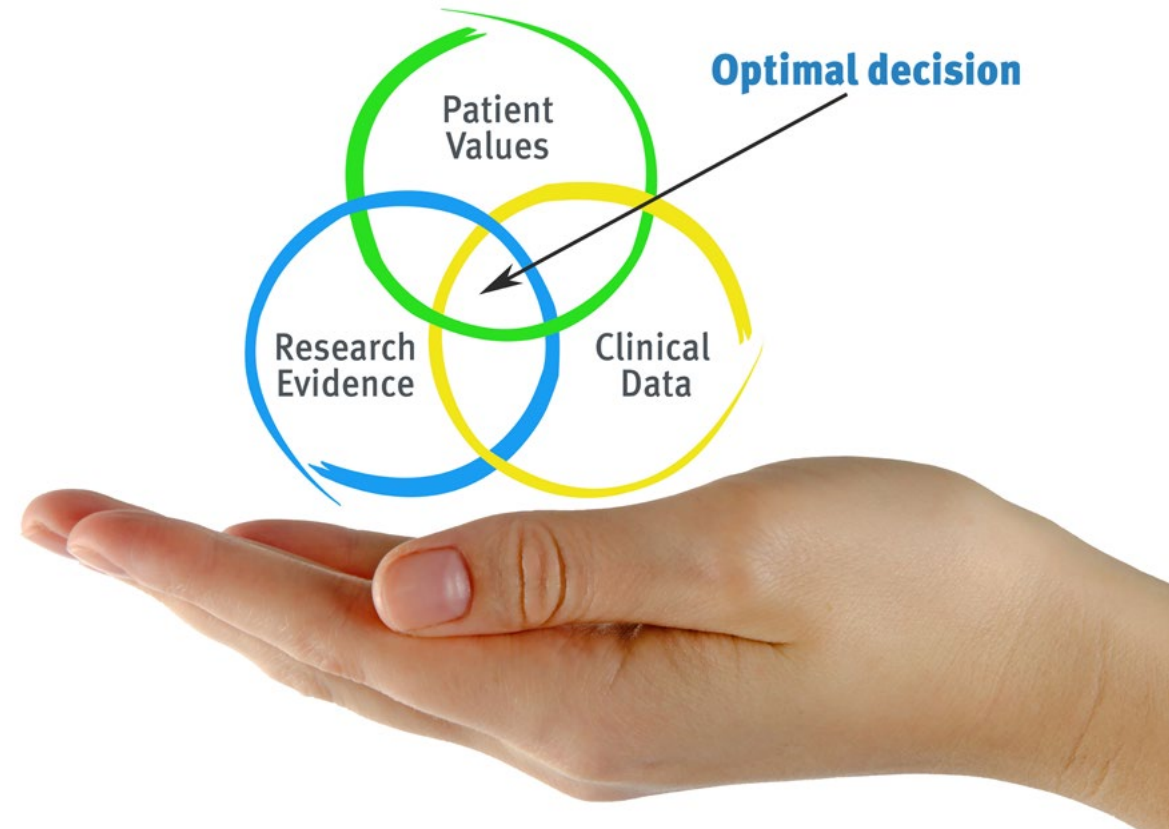 Optimal decision
Patient
Values
Research
Evidence
Clinical
Data